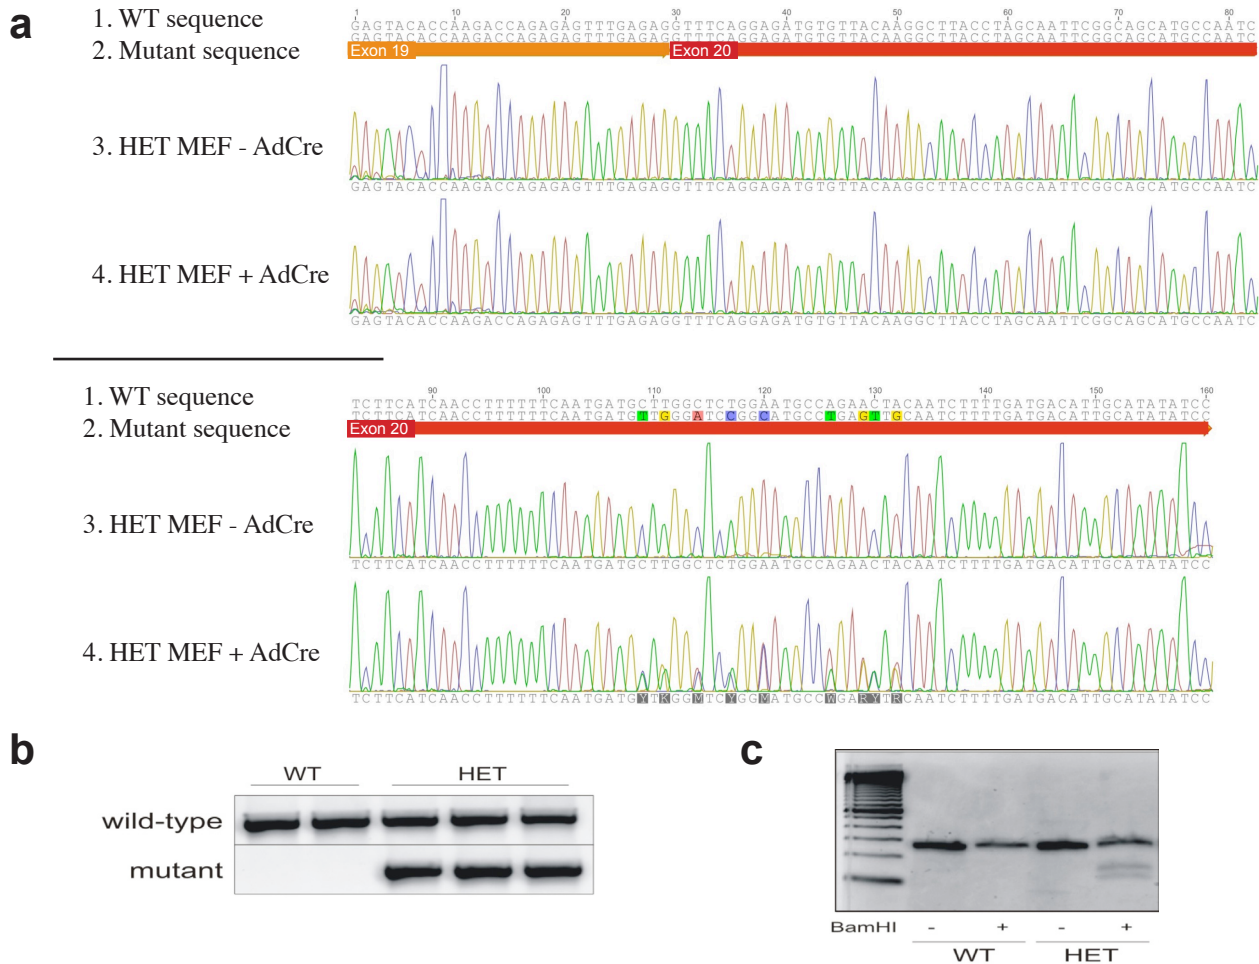 a
1 10 20 30 40 50 60 70 80
1. WT sequence
GAGTACACCAAGACCAGAGAGTTTGAGAGGTTTCAGGAGATGTGTTACAAGGCTTACCTAGCAATTCGGCAGCATGCCAATC
2. Mutant sequence
GAGTACACCAAGACCAGAGAGTTTGAGAGGTTTCAGGAGATGTGTTACAAGGCTTACCTAGCAATTCGGCAGCATGCCAATC
Exon 19 Exon 20
3. HET MEF - AdCre
GAGTACACCAAGACCAGAGAGTTTGAGAGGTTTCAGGAGATGTGTTACAAGGCTTACCTAGCAATTCGGCAGCATGCCAATC
4. HET MEF + AdCre
GAGTACACCAAGACCAGAGAGTTTGAGAGGTTTCAGGAGATGTGTTACAAGGCTTACCTAGCAATTCGGCAGCATGCCAATC
90 100 110 120 130 140 150 160
1. WT sequence
TCTTCATCAACCTTTTTTCAATGATGCTTGGCTCTGGAATGCCAGAACTACAATCTTTTGATGACATTGCATATATCC
2. Mutant sequence
TCTTCATCAACCTTTTTTCAATGATGTTGGGATCCGGCATGCCTGAGTTGCAATCTTTTGATGACATTGCATATATCC
Exon 20
3. HET MEF - AdCre
TCTTCATCAACCTTTTTTCAATGATGCTTGGCTCTGGAATGCCAGAACTACAATCTTTTGATGACATTGCATATATCC
4. HET MEF + AdCre
TCTTCATCAACCTTTTTTCAATGATGYTKGGMTCYGGMATGCCWGARYTRCAATCTTTTGATGACATTGCATATATCC
b
WT HET
wild-type
mutant
c
BamHI - + - +
WT HET